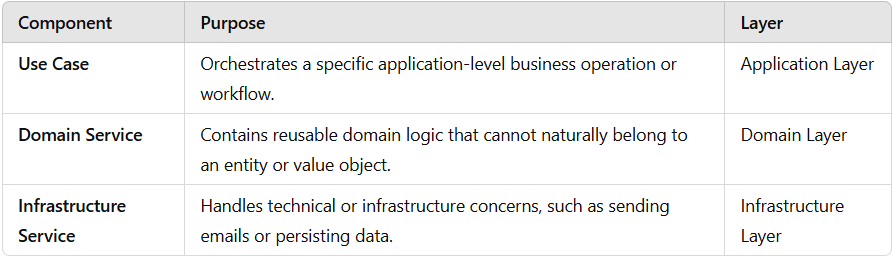 Component Purpose Layer
Use Case Orchestrates a specific application-level business operation or Application Layer
workflow.
Domain Service Contains reusable domain logic that cannot naturally belong to Domain Layer
an entity or value object.
Infrastructure Handles technical or infrastructure concerns, such as sending Infrastructure
Service emails or persisting data. Layer